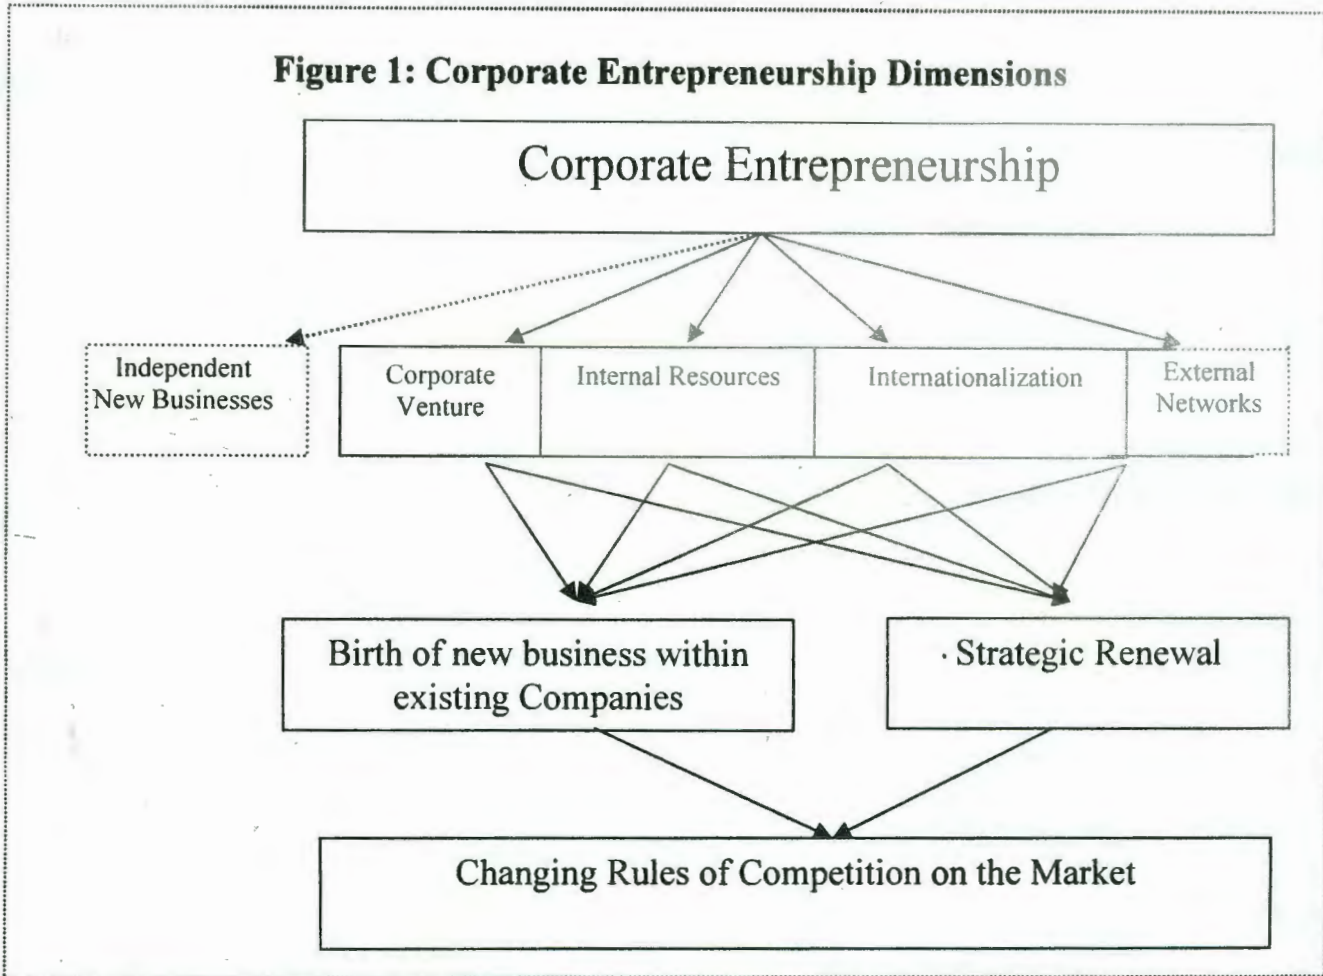 Figure 1: Corporate Entrepreneurship Dimensions
Corporate Entrepreneurship
Independent
New Businesses
Corporate
Venture
Internal Resources
Internationalization
External
Networks
Birth of new business within
existing Companies
Strategic Renewal
Changing Rules of Competition on the Market